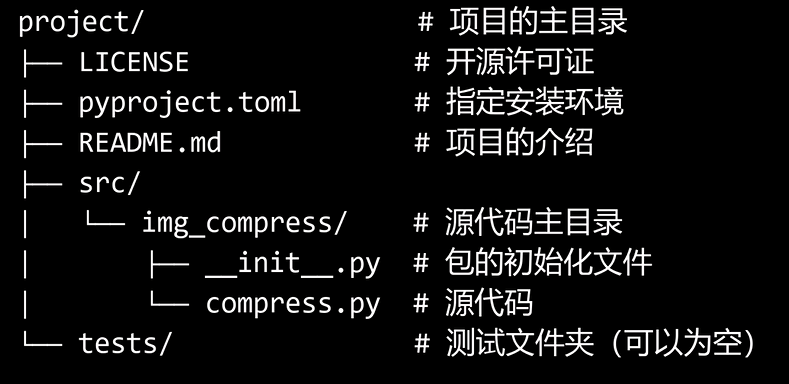 project/                      # 项目的主目录
├── LICENSE                   # 开源许可证
├── pyproject.toml            # 指定安装环境
├── README.md                 # 项目的介绍
├── src/
│   └── img_compress/         # 源代码主目录
│       ├── __init__.py       # 包的初始化文件
│       └── compress.py       # 源代码
└── tests/                    # 测试文件夹（可以为空）